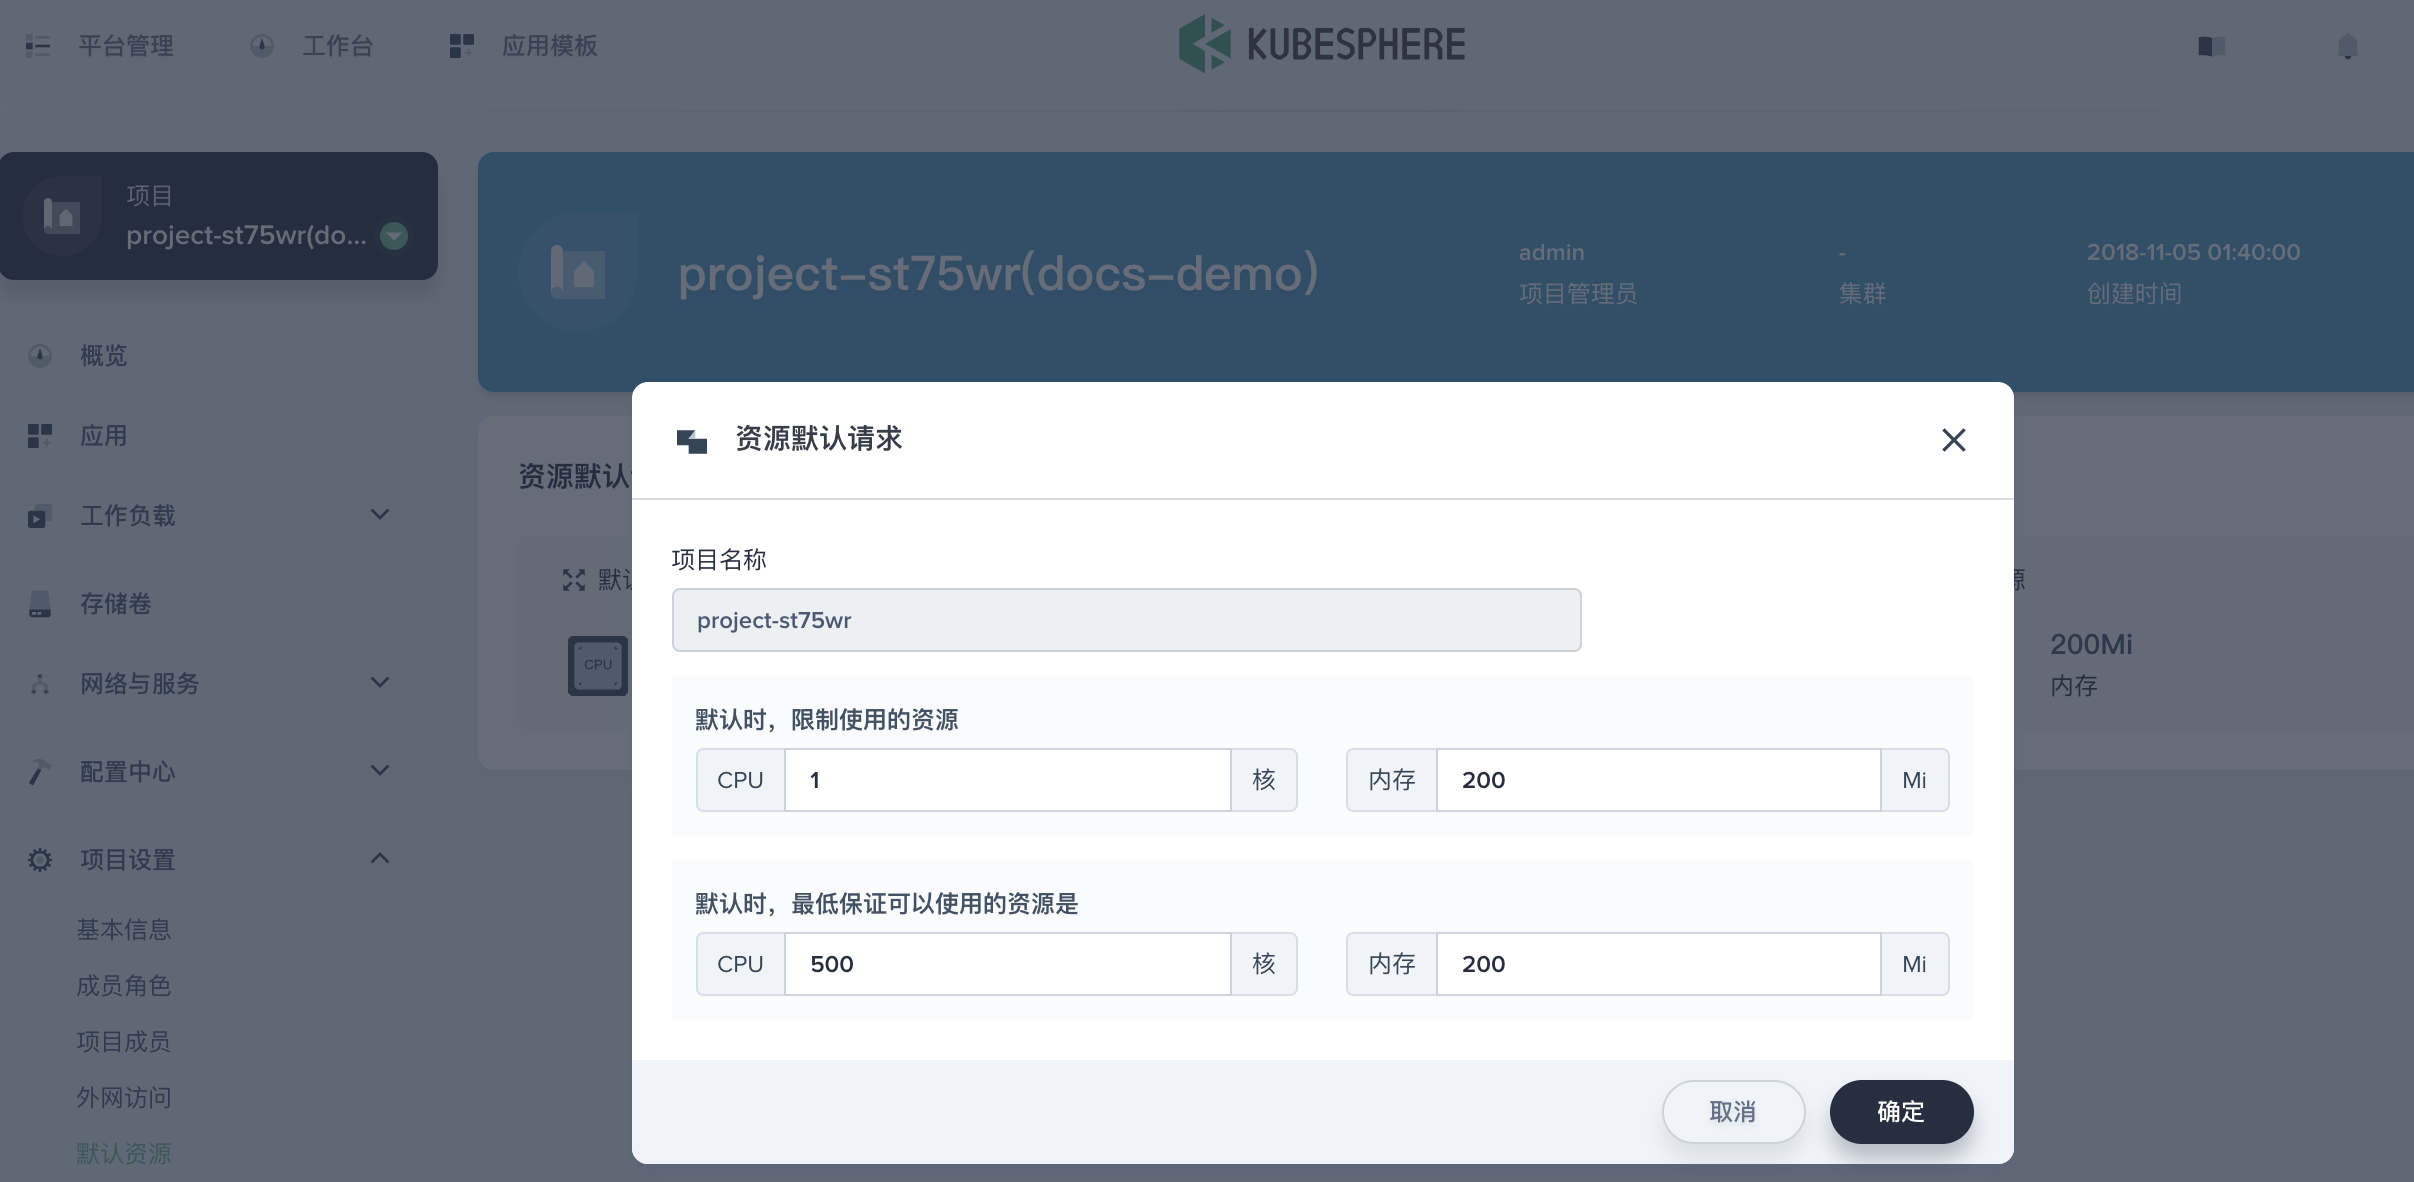 平台管理
工作台
应用模板
KUBESPHERE
项目
project-st75wr(do...
project-st75wr(docs-demo)
admin
项目管理员
-
集群
2018-11-05 01:40:00
创建时间
概览
应用
工作负载
存储卷
网络与服务
配置中心
项目设置
基本信息
成员角色
项目成员
外网访问
默认资源
资源默认
默认
CPU
源
200Mi
内存
资源默认请求
项目名称
project-st75wr
默认时，限制使用的资源
CPU 1 核 内存 200 Mi
默认时，最低保证可以使用的资源是
CPU 500 核 内存 200 Mi
取消 确定